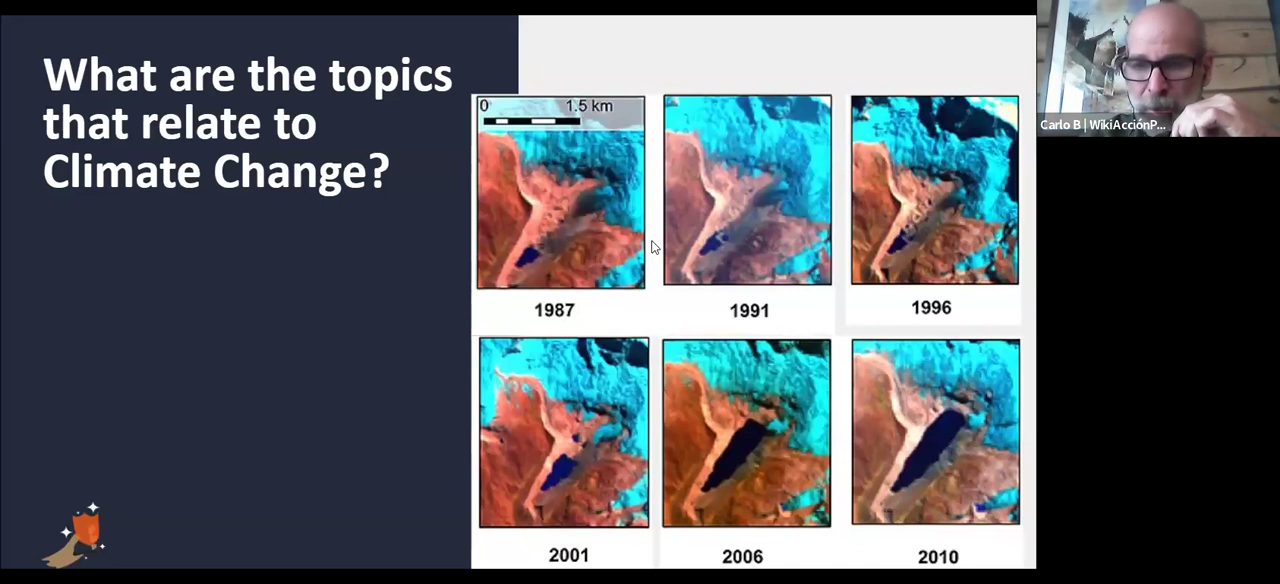 What are the topics
that relate to
Climate Change?
0 1.5 km
1987 1991 1996
2001 2006 2010
Carlo B | WikiAcciónP...